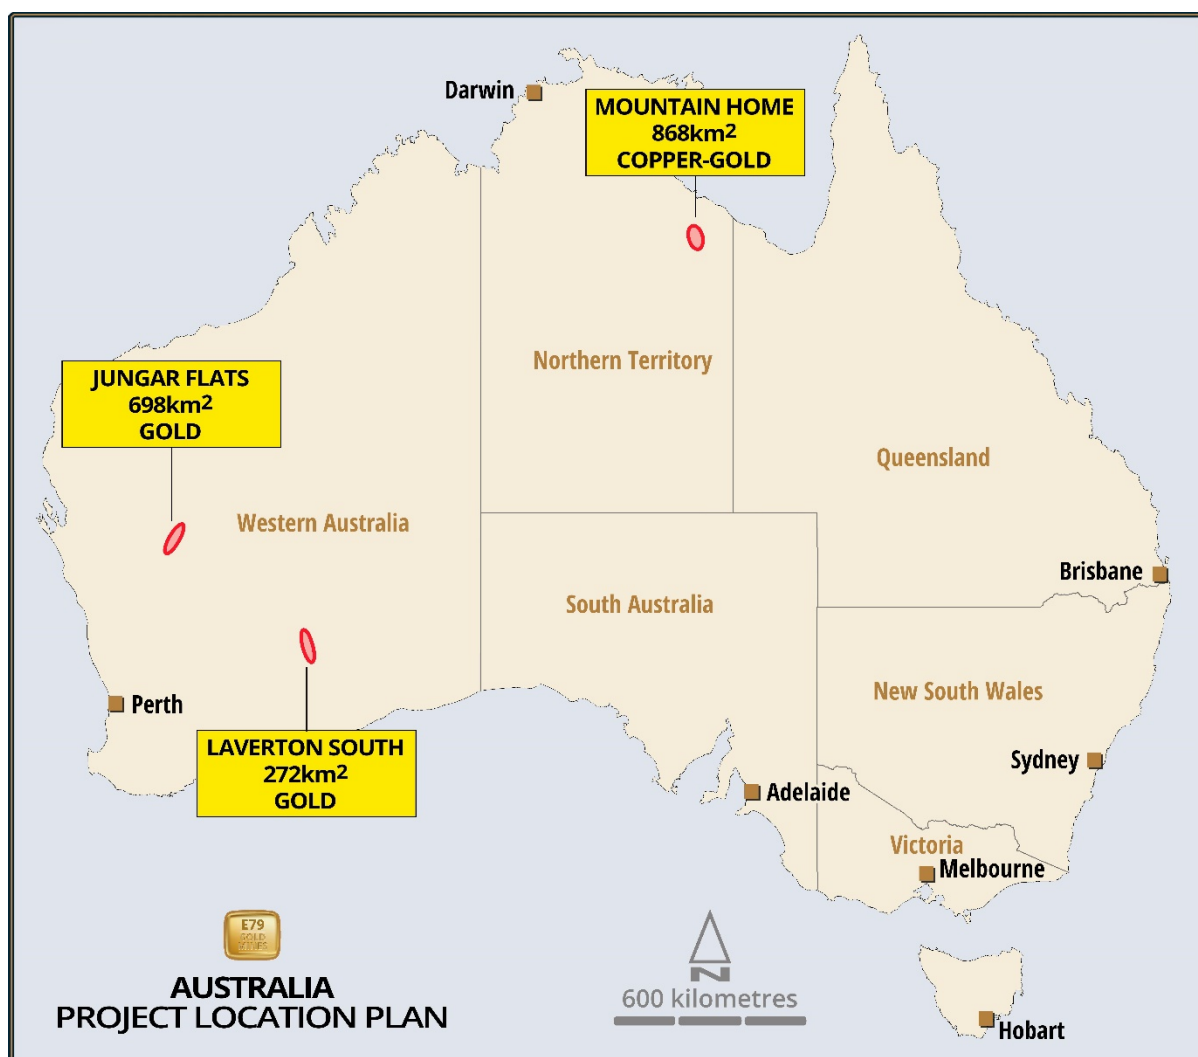 Darwin
MOUNTAIN HOME
868km²
COPPER-GOLD
JUNGAR FLATS
698km²
GOLD
Northern Territory
Queensland
Western Australia
Brisbane
South Australia
Perth
New South Wales
LAVERTON SOUTH
272km²
GOLD
Sydney
Adelaide
Victoria
Melbourne
E79
GOLD
MINES
AUSTRALIA
PROJECT LOCATION PLAN
N
600 kilometres
Hobart